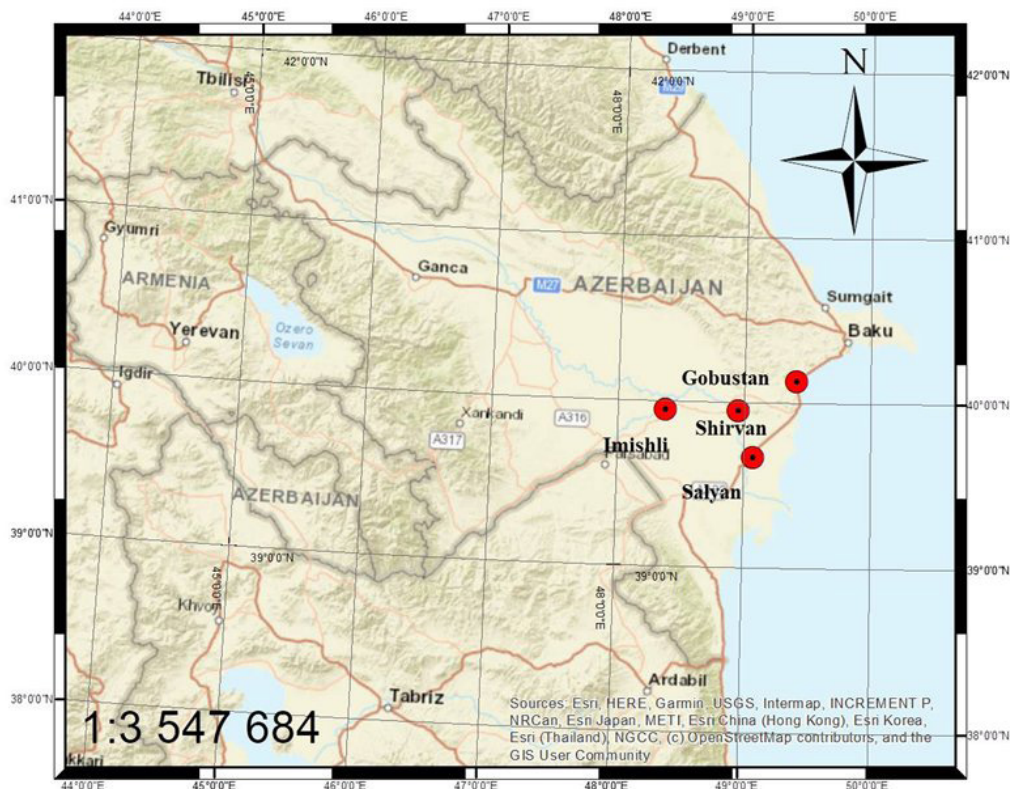 44°0'0"E 45°0'0"E 46°0'0"E 47°0'0"E 48°0'0"E 49°0'0"E 50°0'0"E
Derbent
N
42°0'0"N
42°0'0"N
42°0'0"N
Tbilisi
45°0'0"E
48°0'0"E
41°0'0"N
Gyumri
41°0'0"N
Ganca
ARMENIA
M27
AZERBAIJAN
Sumgait
Ozero
Sevan
Yerevan
Baku
40°0'0"N
Igdir
Gobustan
40°0'0"N
Xankandi
A316
Shirvan
A317
Imishli
Salyan
AZERBAIJAN
39°0'0"N
39°0'0"N
39°0'0"N
39°0'0"N
45°0'0"E
48°0'0"E
Khvoy
Ardabil
Tabriz
38°0'0"N
38°0'0"N
1:3 547 684
Sources: Esri, HERE, Garmin, USGS, Intermap, INCREMENT P,
NRCan, Esri Japan, METI, Esri China (Hong Kong), Esri Korea,
Esri (Thailand), NGCC, (c) OpenStreetMap contributors, and the
GIS User Community
kkari
44°0'0"E 45°0'0"E 46°0'0"E 47°0'0"E 48°0'0"E 49°0'0"E 50°0'0"E